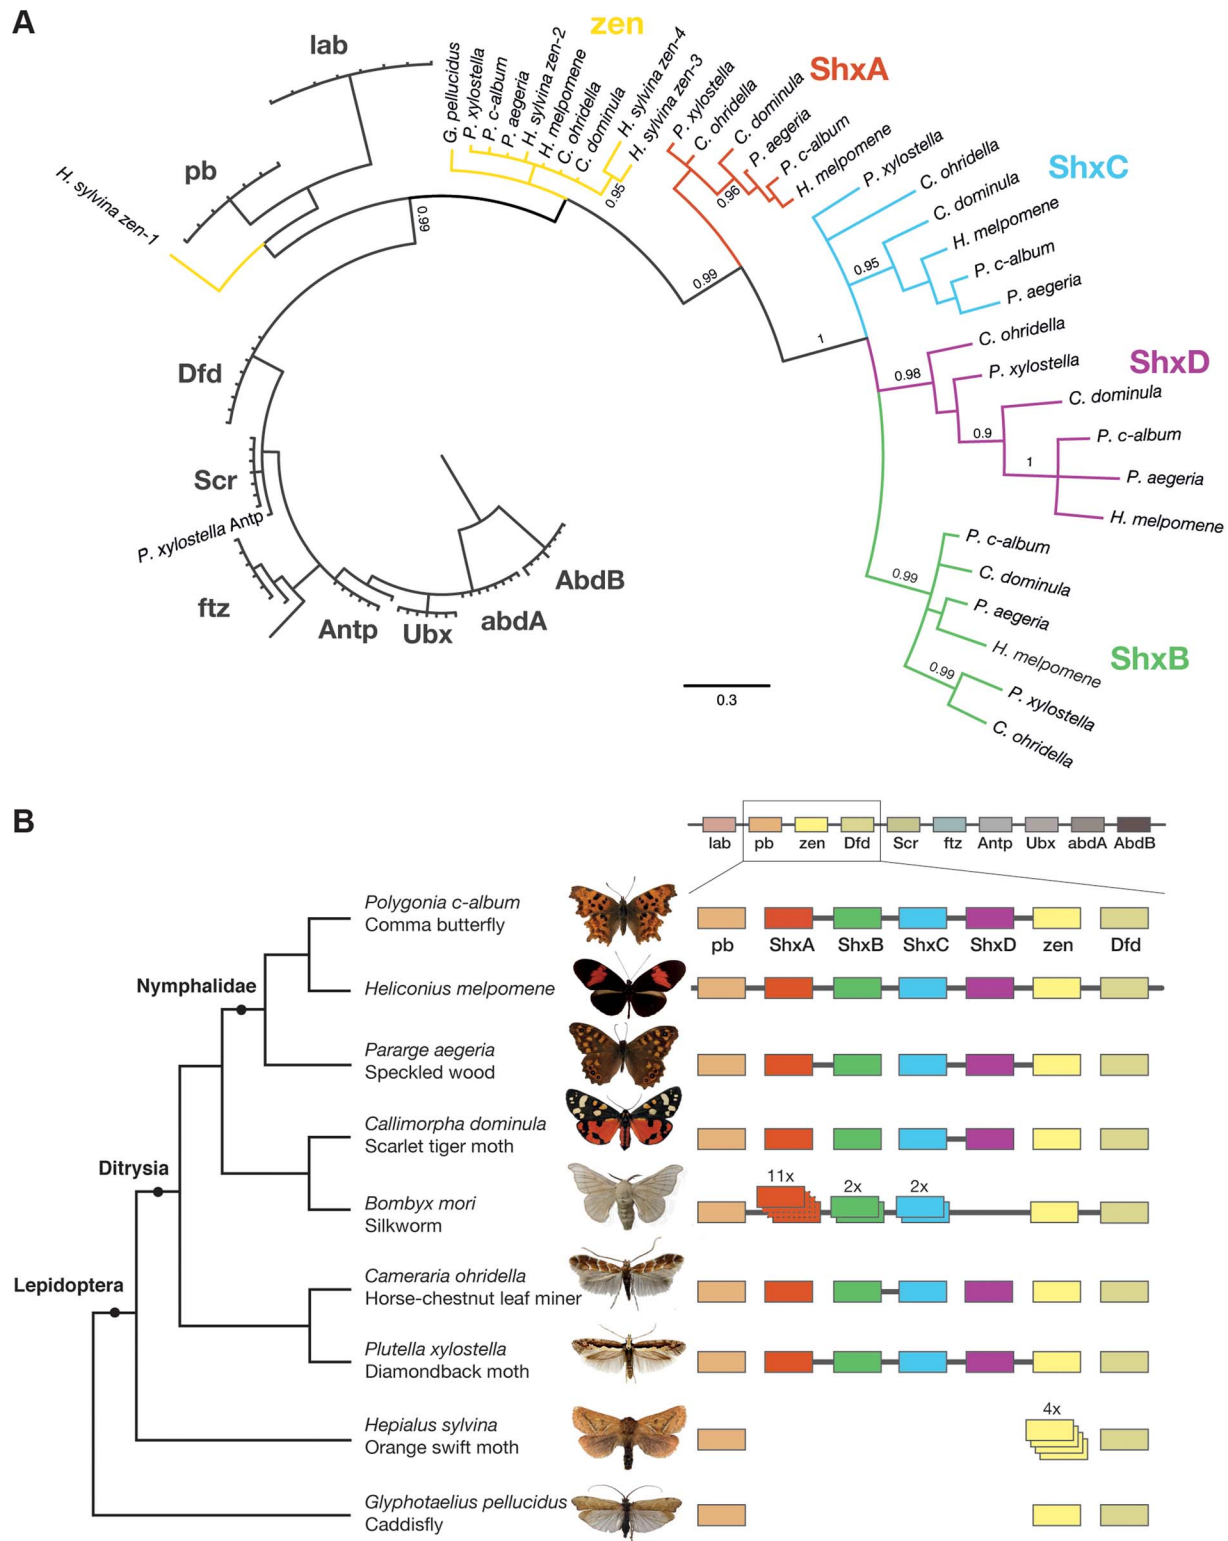 A
lab
pb
H. sylvina zen-1
zen
G. pellucidus
P. xylostella
P. c-album
P. aegeria
H. sylvina zen-2
H. melpomene
C. ohridella
C. dominula
H. sylvina zen-4
H. sylvina zen-3
0.95
0.99
ShxA
P. xylostella
C. ohridella
C. dominula
P. aegeria
P. c-album
H. melpomene
0.96
0.99
ShxC
P. xylostella
C. ohridella
C. dominula
H. melpomene
P. c-album
P. aegeria
0.95
1
ShxD
C. ohridella
P. xylostella
C. dominula
P. c-album
P. aegeria
H. melpomene
0.98
0.9
1
ShxB
P. c-album
C. dominula
P. aegeria
H. melpomene
P. xylostella
C. ohridella
0.99
0.99
Dfd
Scr
P. xylostella Antp
ftz
Antp
Ubx
abdA
AbdB
0.3
B
lab pb zen Dfd Scr ftz Antp Ubx abdA AbdB
Polygonia c-album
Comma butterfly
pb ShxA ShxB ShxC ShxD zen Dfd
Nymphalidae
Heliconius melpomene
Pararge aegeria
Speckled wood
Callimorpha dominula
Scarlet tiger moth
Ditrysia
11x 2x 2x
Bombyx mori
Silkworm
Lepidoptera
Cameraria ohridella
Horse-chestnut leaf miner
Plutella xylostella
Diamondback moth
4x
Hepialus sylvina
Orange swift moth
Glyphotaelius pellucidus
Caddisfly